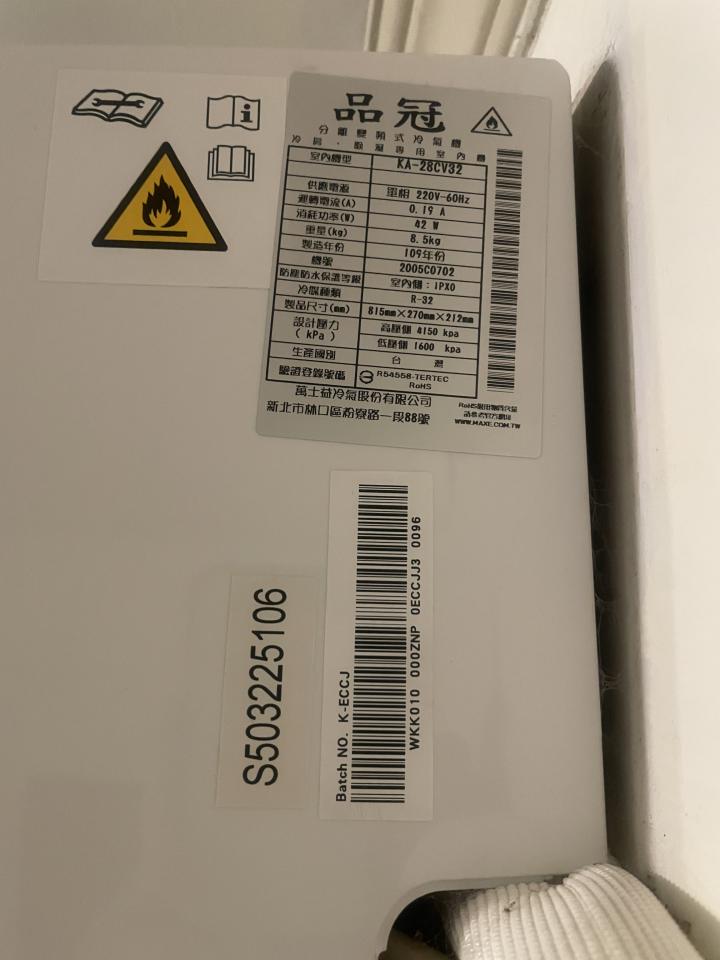 品冠
分離變頻式冷氣機
冷房．除濕專用室內機
室內機型 KA-28CV32
供應電源 單相 220V-60Hz
運轉電流(A) 0.19 A
消耗功率(W) 42 W
重量(kg) 8.5kg
製造年份 109年份
機號 2005C0702
防塵防水保護等級 室內側：IPX0
冷媒種類 R-32
製品尺寸(mm) 815mm×270mm×212mm
設計壓力(kPa) 高壓側 4150 kpa
低壓側 1600 kpa
生產國別 台灣
驗證登錄號碼 R54558-TERTEC
RoHS
萬士益冷氣股份有限公司
新北市林口區粉寮路一段88號
WWW.MAXE.COM.TW
S503225106
Batch NO. K-ECCJ
WKK010 000ZNP 0ECCJJ3 0096